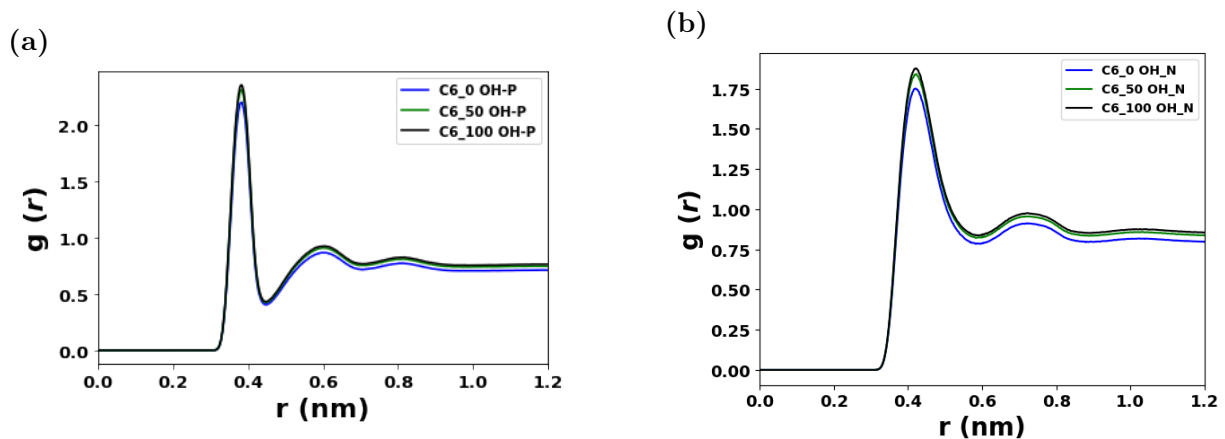 (a)
C6_0 OH-P
C6_50 OH-P
C6_100 OH-P
2.0
1.5
1.0
0.5
0.0
g (r)
0.0 0.2 0.4 0.6 0.8 1.0 1.2
r (nm)
(b)
C6_0 OH_N
C6_50 OH_N
C6_100 OH_N
1.75
1.50
1.25
1.00
0.75
0.50
0.25
0.00
g (r)
0.0 0.2 0.4 0.6 0.8 1.0 1.2
r (nm)